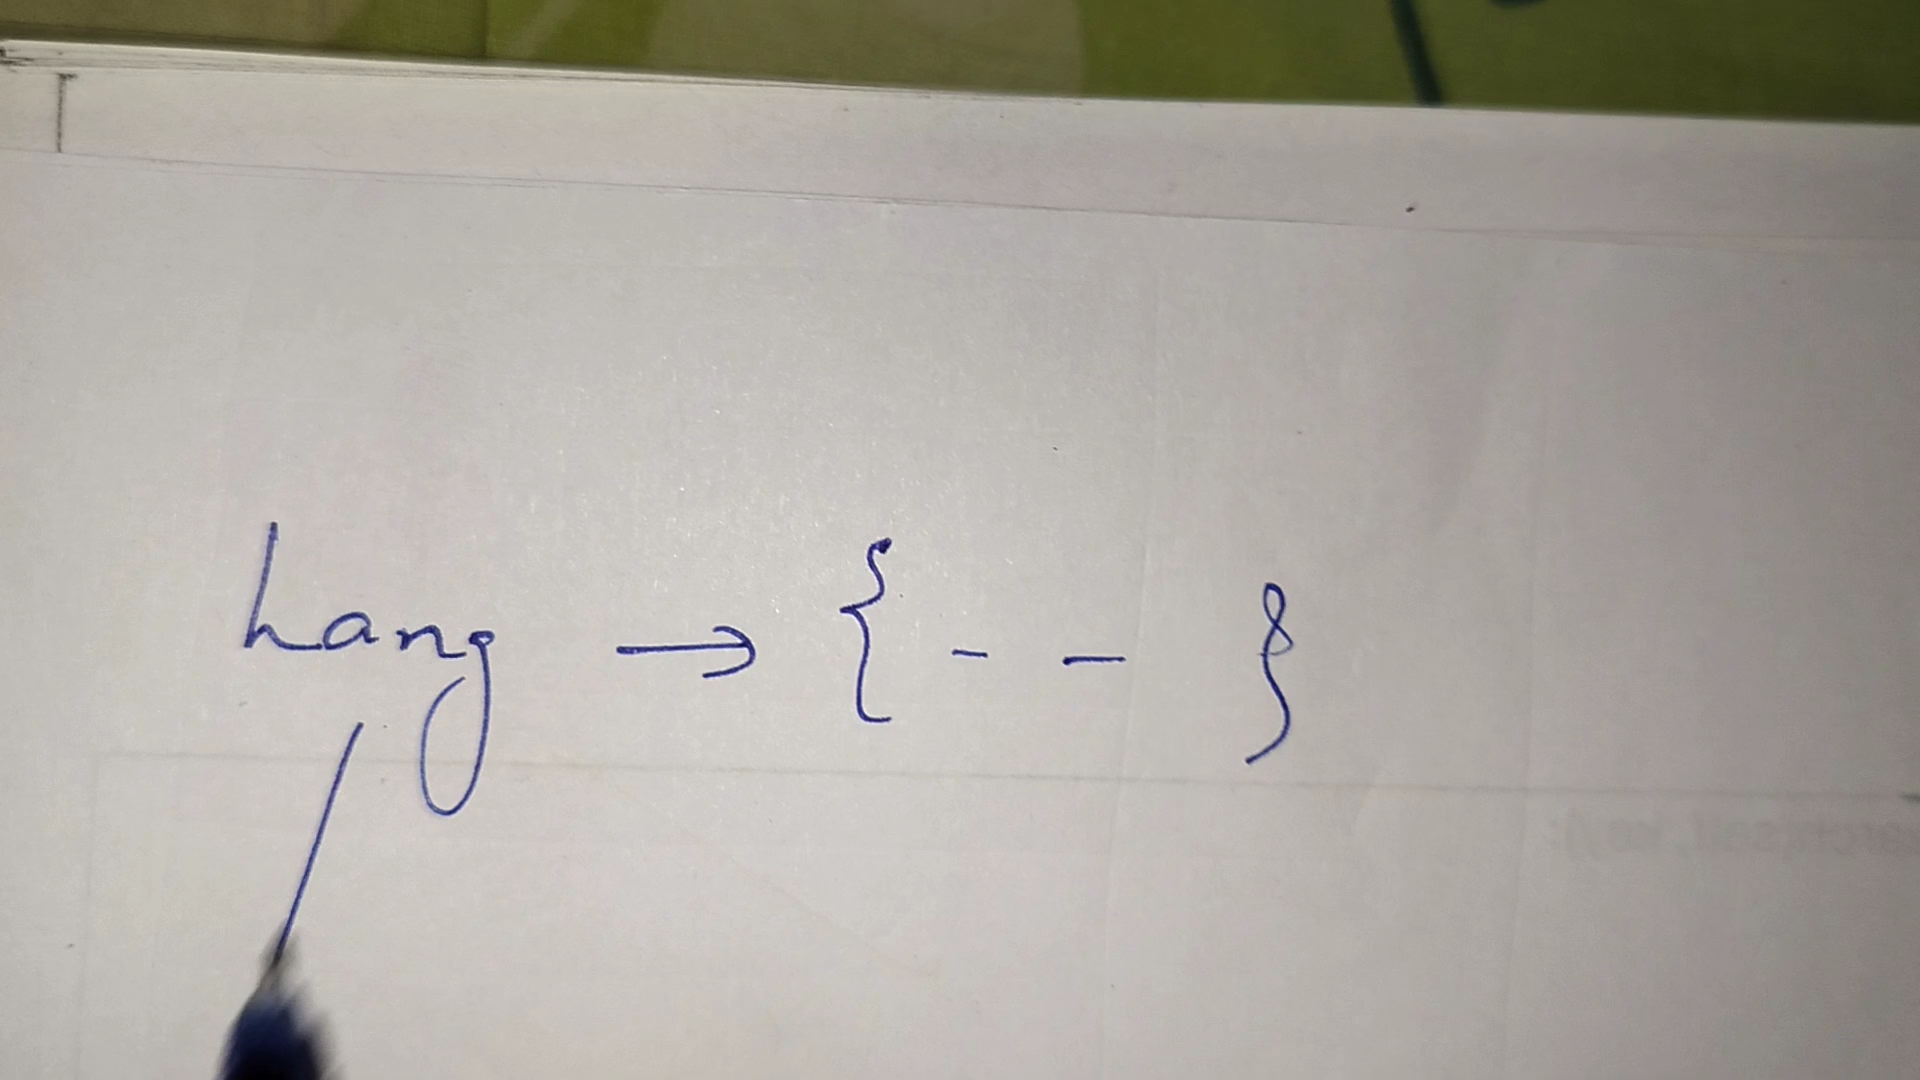 Lang → { - - }